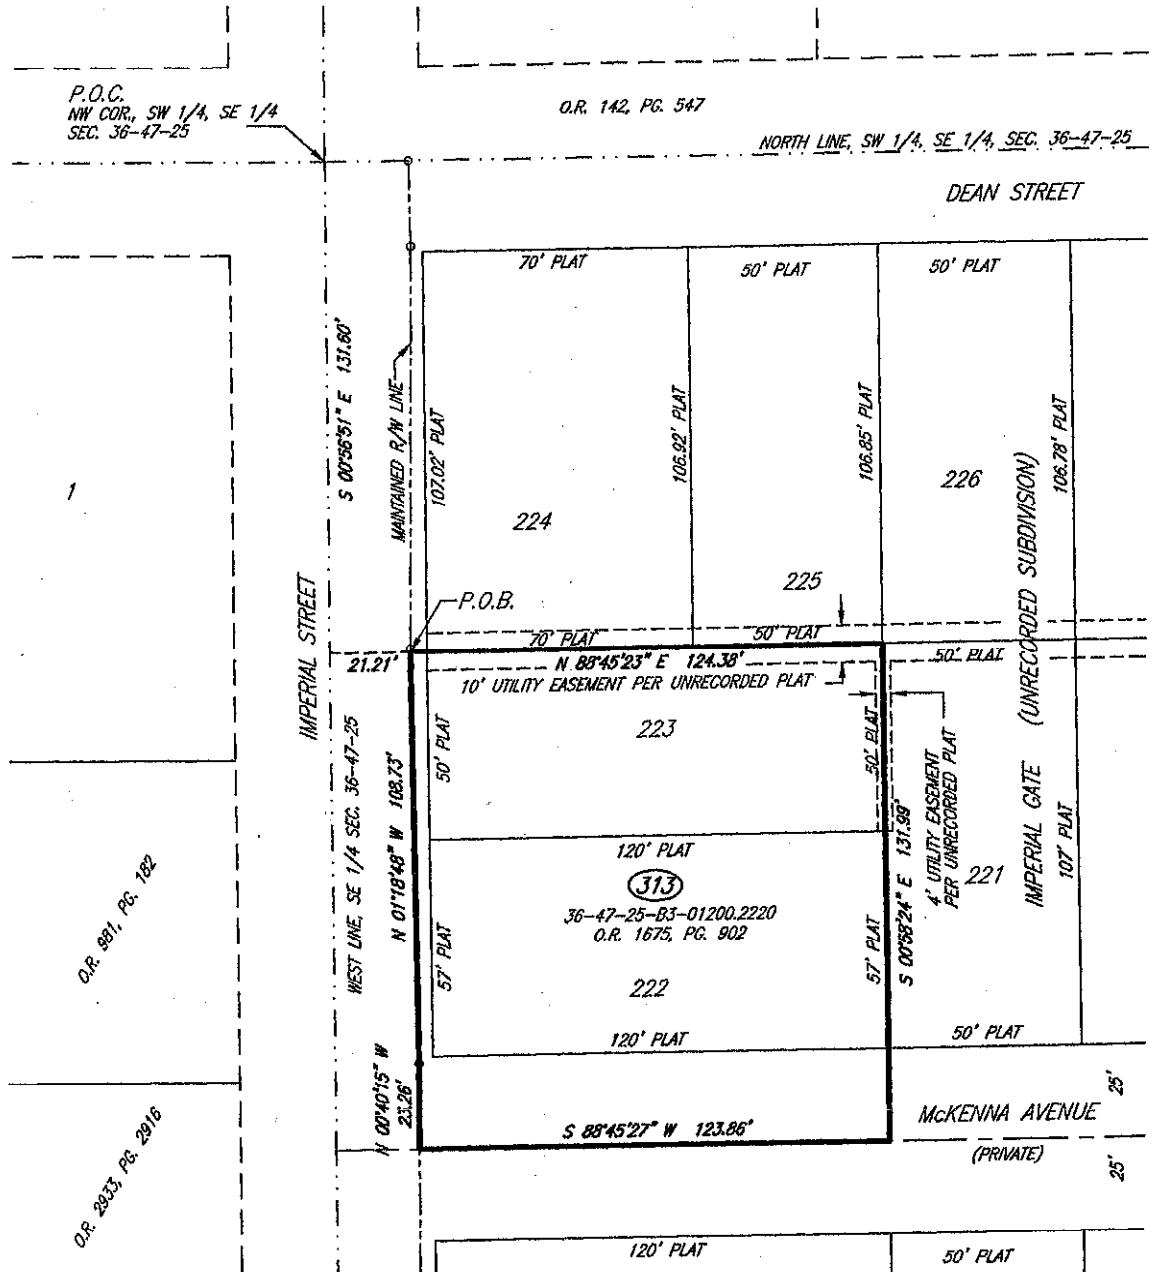 P.O.C.
NW COR., SW 1/4, SE 1/4
SEC. 36-47-25
O.R. 142, PG. 547
NORTH LINE, SW 1/4, SE 1/4, SEC. 36-47-25
DEAN STREET
70' PLAT
50' PLAT
50' PLAT
S 00°56'51" E 131.60'
MAINTAINED R/W LINE
107.02' PLAT
106.92' PLAT
106.85' PLAT
106.78' PLAT
1
224
225
226
IMPERIAL STREET
P.O.B.
70' PLAT
50' PLAT
50' PLAT
21.21'
N 88°45'23" E 124.38'
10' UTILITY EASEMENT PER UNRECORDED PLAT
223
50' PLAT
50' PLAT
4' UTILITY EASEMENT
PER UNRECORDED PLAT
IMPERIAL GATE (UNRECORDED SUBDIVISION)
WEST LINE, SE 1/4 SEC. 36-47-25
N 01°18'48" W 108.73'
120' PLAT
313
36-47-25-B3-01200.2220
O.R. 1675, PG. 902
S 00°58'24" E 131.99'
221
107' PLAT
O.R. 981, PG. 182
57' PLAT
222
57' PLAT
120' PLAT
50' PLAT
N 00°40'15" W
23.26'
S 88°45'27" W 123.86'
McKENNA AVENUE
25'
(PRIVATE)
25'
O.R. 2933, PG. 2916
120' PLAT
50' PLAT